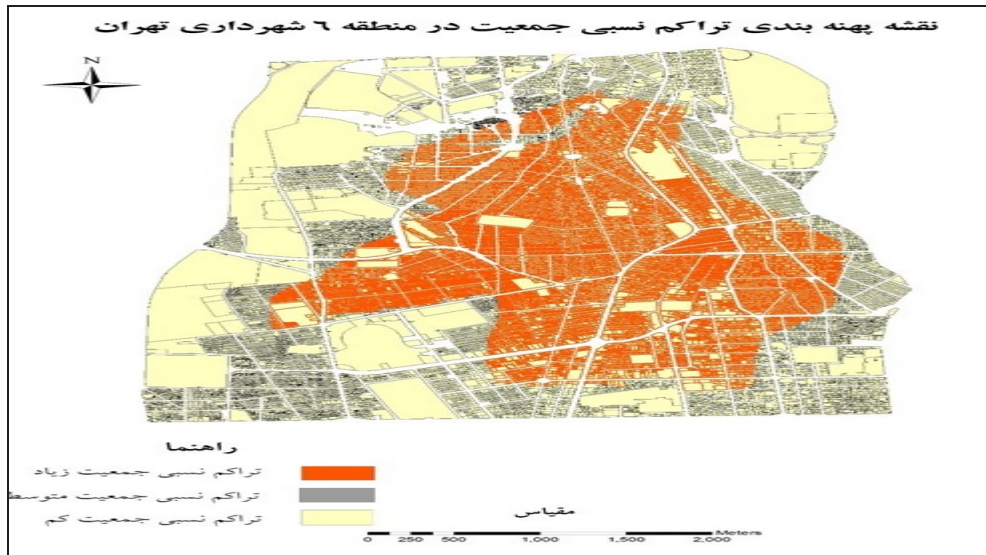 نقشه پهنه بندی تراکم نسبی جمعیت در منطقه ٦ شهرداری تهران
N
راهنما
تراکم نسبی جمعیت زیاد
تراکم نسبی جمعیت متوسط
تراکم نسبی جمعیت کم
مقیاس
Meters
0 250 500 1,000 1,500 2,000